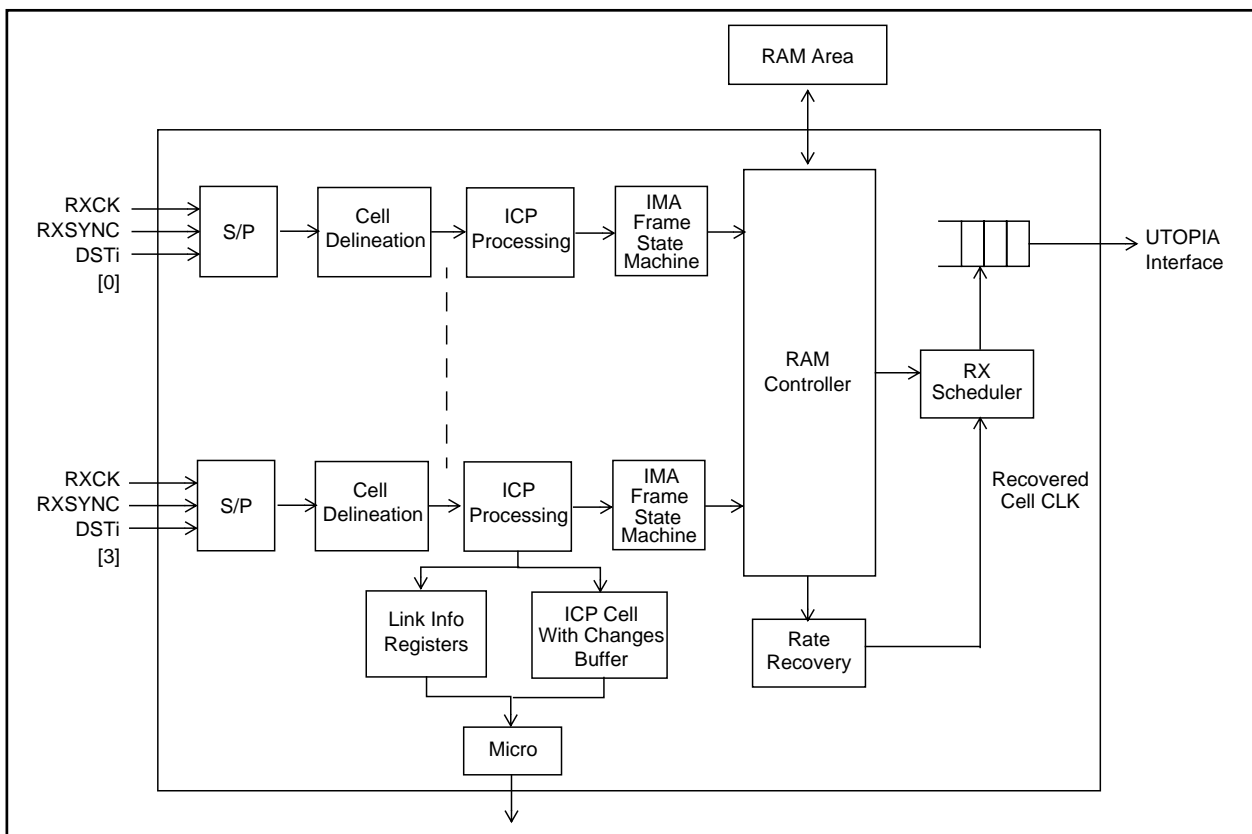 RAM Area
RXCK
RXSYNC
DSTi
[0]
S/P
Cell
Delineation
ICP
Processing
IMA
Frame
State
Machine
RAM
Controller
UTOPIA
Interface
RX
Scheduler
RXCK
RXSYNC
DSTi
[3]
S/P
Cell
Delineation
ICP
Processing
IMA
Frame
State
Machine
Recovered
Cell CLK
Link Info
Registers
ICP Cell
With Changes
Buffer
Rate
Recovery
Micro